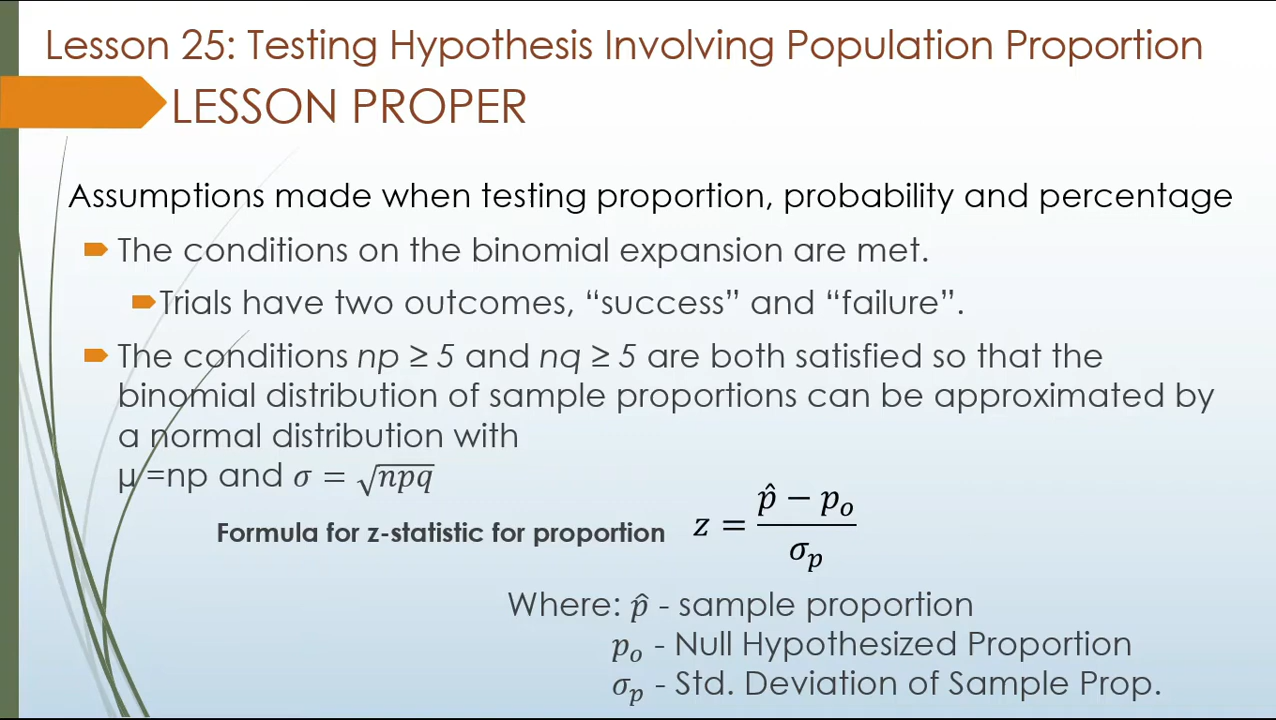 Lesson 25: Testing Hypothesis Involving Population Proportion
LESSON PROPER
Assumptions made when testing proportion, probability and percentage
The conditions on the binomial expansion are met.
Trials have two outcomes, “success” and “failure”.
The conditions np ≥ 5 and nq ≥ 5 are both satisfied so that the
binomial distribution of sample proportions can be approximated by
a normal distribution with
µ =np and σ = √npq
Formula for z-statistic for proportion z = (p̂ − pₒ) / σₚ
Where: p̂ - sample proportion
pₒ - Null Hypothesized Proportion
σₚ - Std. Deviation of Sample Prop.